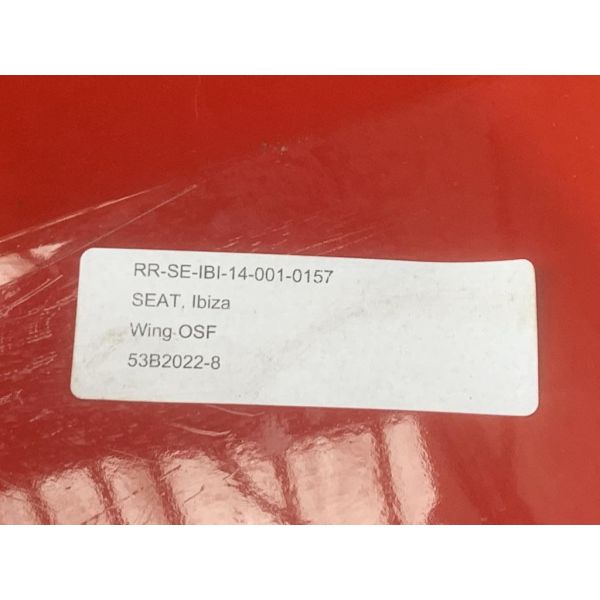 RR-SE-IBI-14-001-0157
SEAT, Ibiza
Wing OSF
53B2022-8